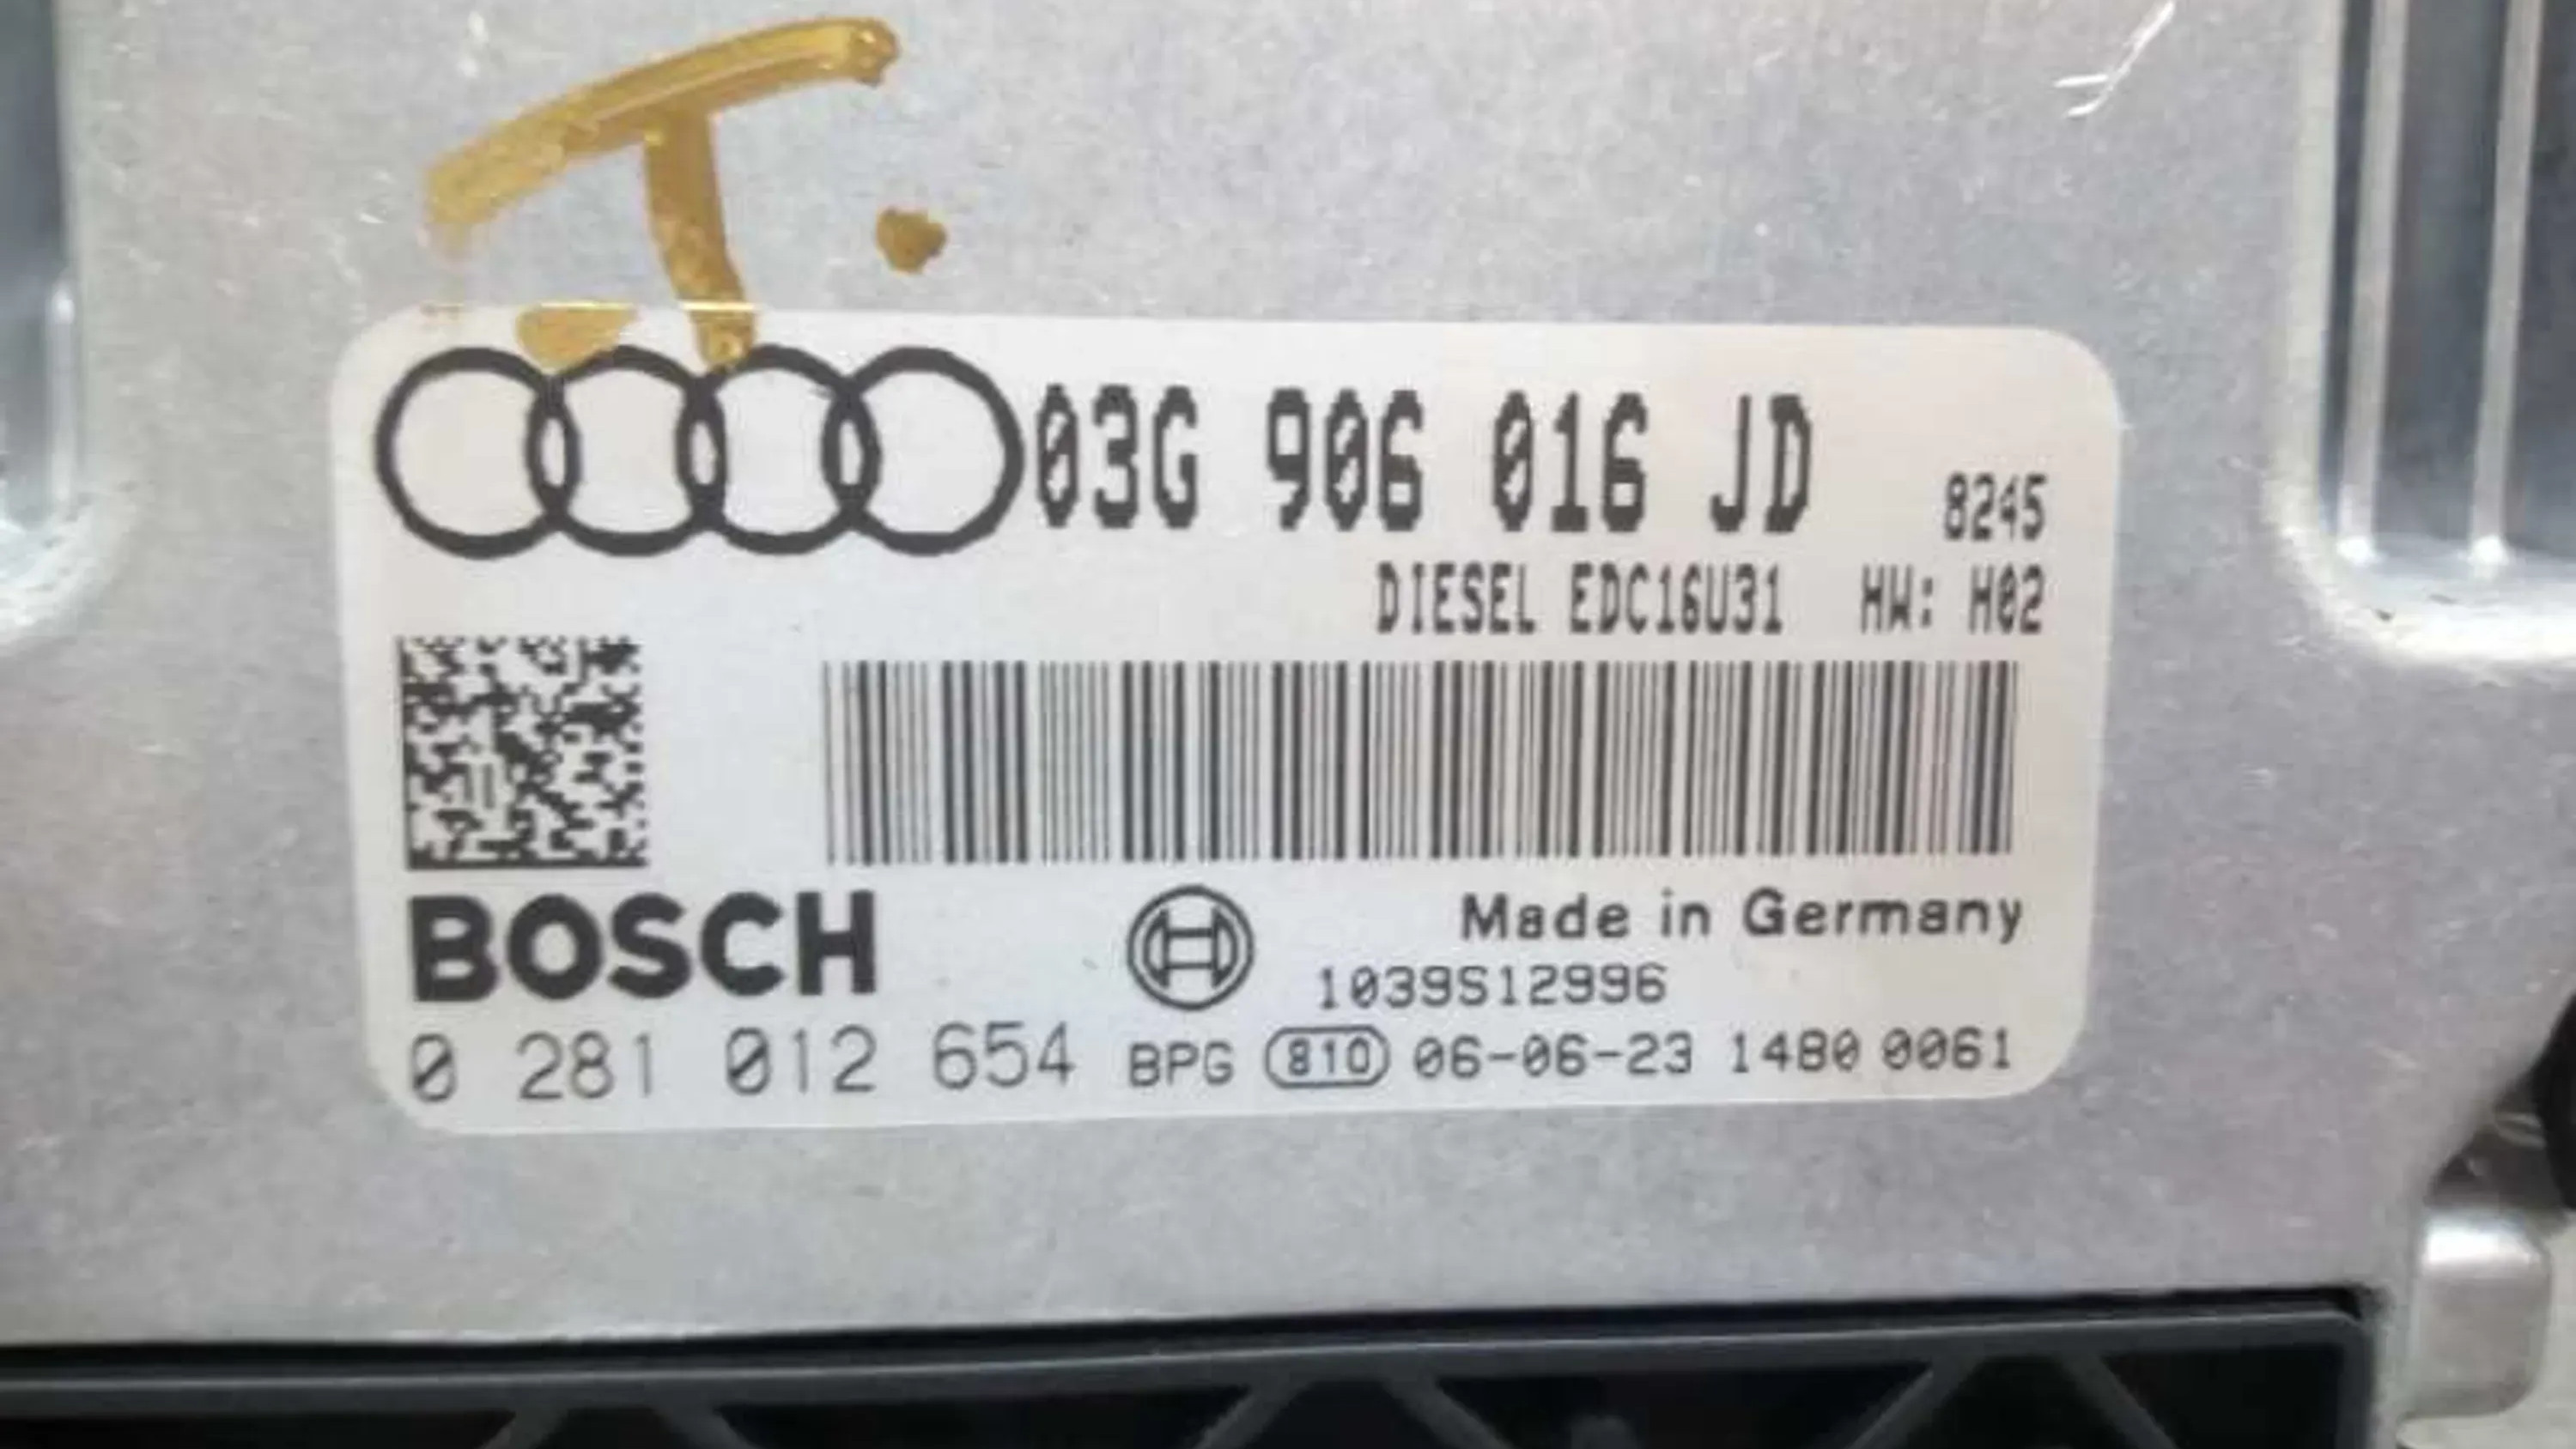 T.
03G 906 016 JD 8245
DIESEL EDC16U31 HW: H02
BOSCH
Made in Germany
1039S12996
0 281 012 654 BPG 810 06-06-23 1480 0061